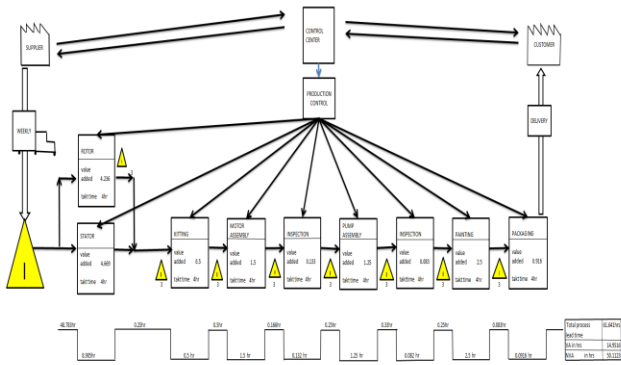 CONTROL
CENTER
SUPPLIER
CUSTOMER
PRODUCTION
CONTROL
WEEKLY
DELIVERY
ROTOR
value
added 4.236
takt time 4hr
STATOR
value
added 4.669
takt time 4hr
KITTING
value
added 0.5
takt time 4hr
MOTOR
ASSEMBLY
value
added 1.5
takt time 4hr
INSPECTION
value
added 0.133
takt time 4hr
PUMP
ASSEMBLY
value
added 1.25
takt time 4hr
INSPECTION
value
added 0.083
takt time 4hr
PAINTING
value
added 2.5
takt time 4hr
PACKAGING
value
added 0.916
takt time 4hr
I
3
3
3
3
3
3
48.783hr
0.25hr
0.5hr
0.166hr
0.25hr
0.33hr
0.25hr
0.083hr
0.5 hr
1.5 hr
0.132 hr
1.25 hr
0.082 hr
2.5 hr
0.0916 hr
Total process
lead time
VA in hrs
NVA in hrs